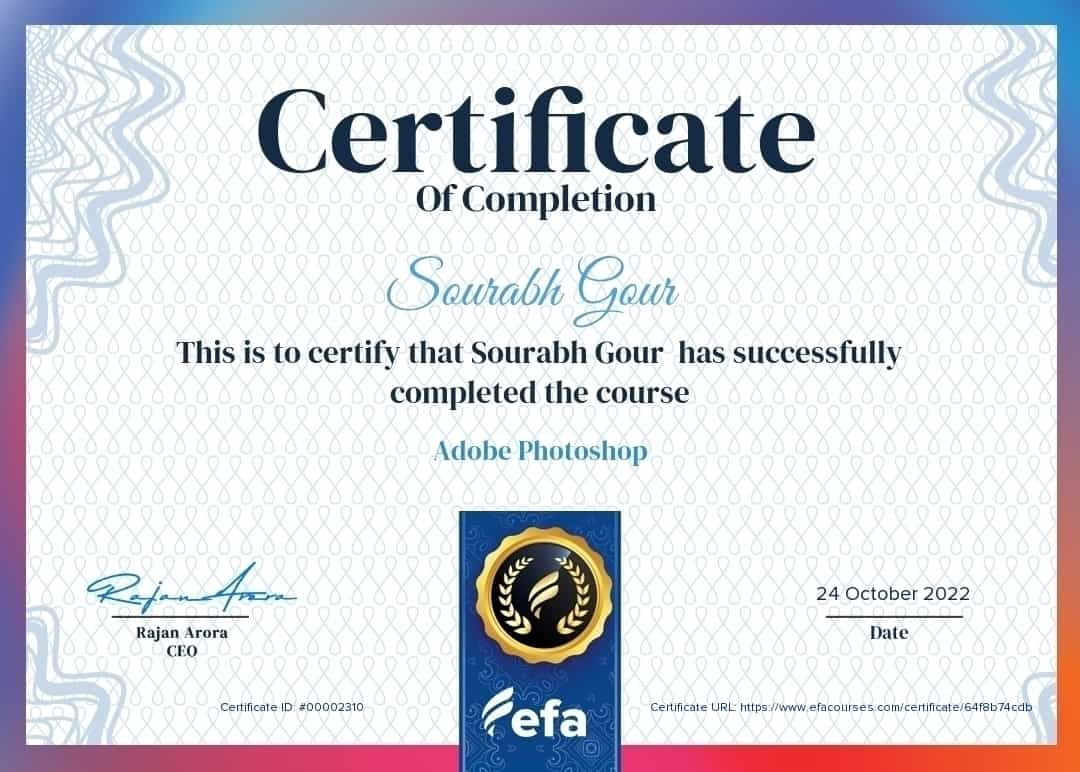 Certificate
Of Completion
Sourabh Gour
This is to certify that Sourabh Gour has successfully
completed the course
Adobe Photoshop
Rajan Arora
24 October 2022
Rajan Arora
Date
CEO
Certificate ID: #00002310
Certificate URL: https://www.efacourses.com/certificate/64f8b74cdb
efa